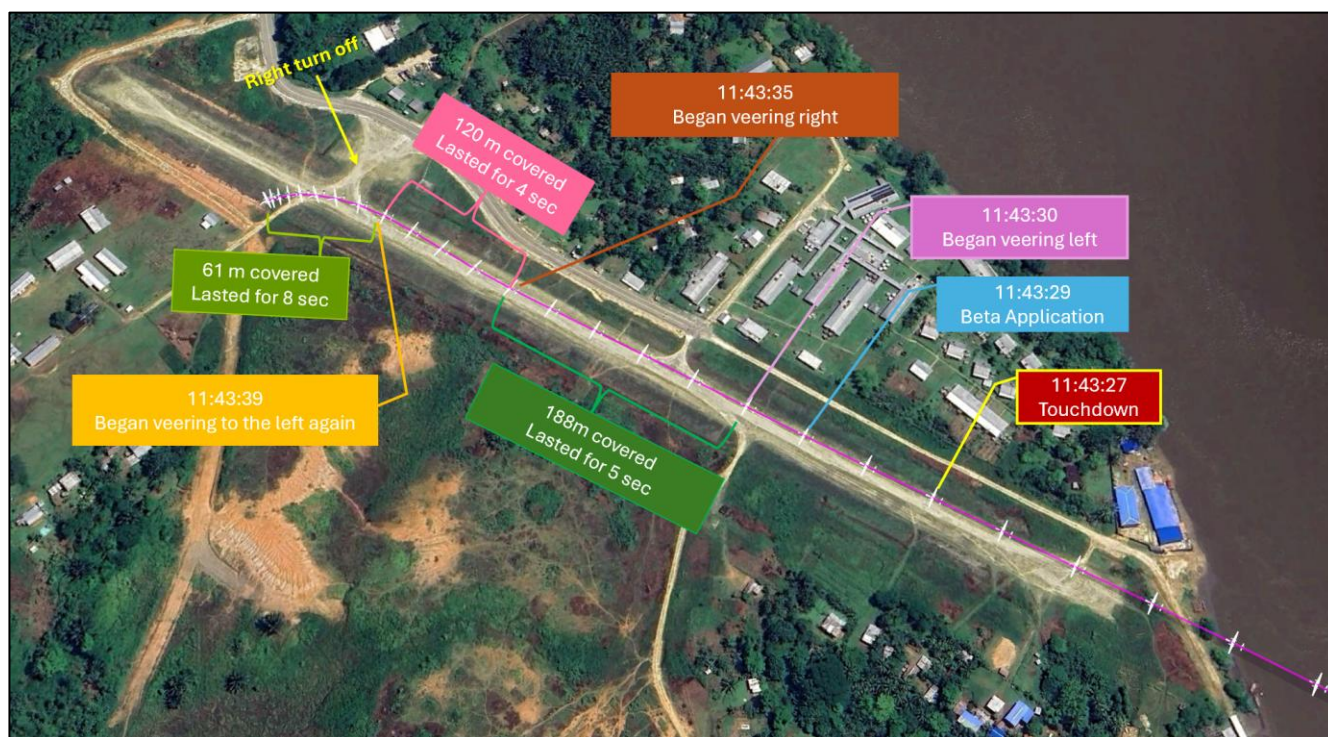 Right turn off
11:43:35
Began veering right
120 m covered
Lasted for 4 sec
11:43:30
Began veering left
61 m covered
Lasted for 8 sec
11:43:29
Beta Application
11:43:39
Began veering to the left again
11:43:27
Touchdown
188m covered
Lasted for 5 sec